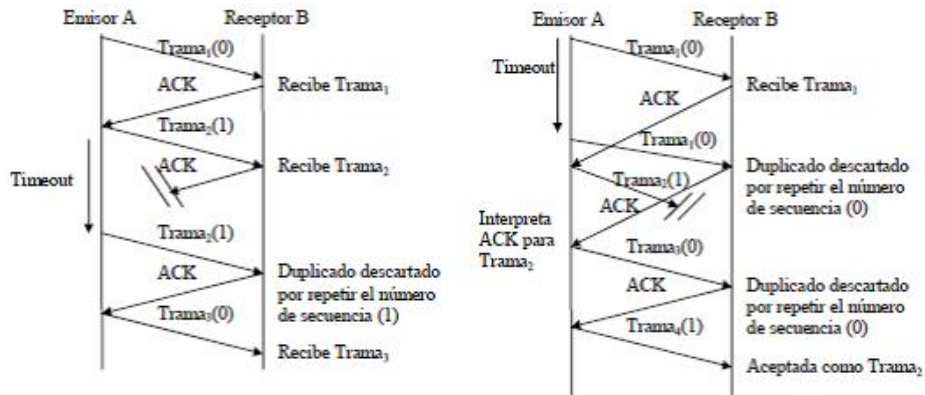 Emisor A
Receptor B
Trama₁(0)
ACK
Recibe Trama₁
Trama₂(1)
ACK
Recibe Trama₂
Timeout
Trama₂(1)
ACK
Duplicado descartado
por repetir el número
de secuencia (1)
Trama₃(0)
Recibe Trama₃
Emisor A
Receptor B
Trama₁(0)
Timeout
ACK
Recibe Trama₁
Trama₁(0)
Duplicado descartado
por repetir el número
de secuencia (0)
Trama₂(1)
ACK
Interpreta
ACK para
Trama₂
Trama₃(0)
ACK
Duplicado descartado
por repetir el número
de secuencia (0)
Trama₄(1)
Aceptada como Trama₂